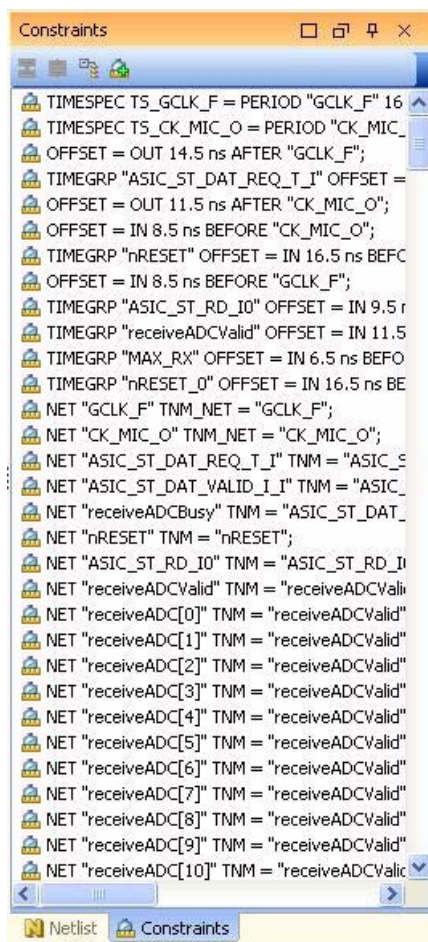 Constraints
TIMESPEC TS_GCLK_F = PERIOD "GCLK_F" 16
TIMESPEC TS_CK_MIC_O = PERIOD "CK_MIC_
OFFSET = OUT 14.5 ns AFTER "GCLK_F";
TIMEGRP "ASIC_ST_DAT_REQ_T_I" OFFSET =
OFFSET = OUT 11.5 ns AFTER "CK_MIC_O";
OFFSET = IN 8.5 ns BEFORE "CK_MIC_O";
TIMEGRP "nRESET" OFFSET = IN 16.5 ns BEFO
OFFSET = IN 8.5 ns BEFORE "GCLK_F";
TIMEGRP "ASIC_ST_RD_I0" OFFSET = IN 9.5 n
TIMEGRP "receiveADCValid" OFFSET = IN 11.5
TIMEGRP "MAX_RX" OFFSET = IN 6.5 ns BEFO
TIMEGRP "nRESET_0" OFFSET = IN 16.5 ns BE
NET "GCLK_F" TNM_NET = "GCLK_F";
NET "CK_MIC_O" TNM_NET = "CK_MIC_O";
NET "ASIC_ST_DAT_REQ_T_I" TNM = "ASIC_S
NET "ASIC_ST_DAT_VALID_I_I" TNM = "ASIC_
NET "receiveADCBusy" TNM = "ASIC_ST_DAT_
NET "nRESET" TNM = "nRESET";
NET "ASIC_ST_RD_I0" TNM = "ASIC_ST_RD_I0
NET "receiveADCValid" TNM = "receiveADCVali
NET "receiveADC[0]" TNM = "receiveADCValid"
NET "receiveADC[1]" TNM = "receiveADCValid"
NET "receiveADC[2]" TNM = "receiveADCValid"
NET "receiveADC[3]" TNM = "receiveADCValid"
NET "receiveADC[4]" TNM = "receiveADCValid"
NET "receiveADC[5]" TNM = "receiveADCValid"
NET "receiveADC[6]" TNM = "receiveADCValid"
NET "receiveADC[7]" TNM = "receiveADCValid"
NET "receiveADC[8]" TNM = "receiveADCValid"
NET "receiveADC[9]" TNM = "receiveADCValid"
NET "receiveADC[10]" TNM = "receiveADCValid
Netlist Constraints